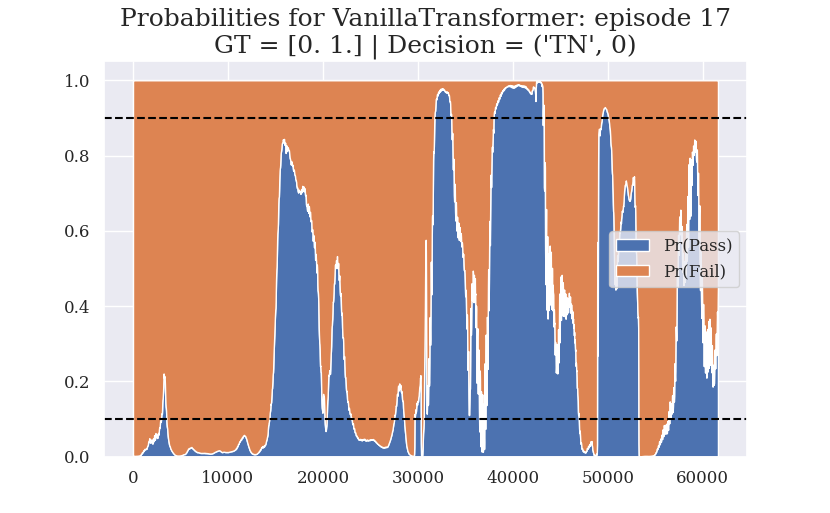 Probabilities for VanillaTransformer: episode 17
GT = [0. 1.] | Decision = ('TN', 0)
1.0
0.8
0.6
0.4
0.2
0.0
Pr(Pass)
Pr(Fail)
0 10000 20000 30000 40000 50000 60000